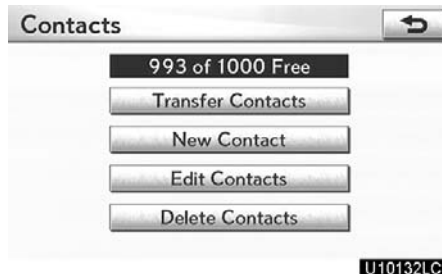 Contacts
993 of 1000 Free
Transfer Contacts
New Contact
Edit Contacts
Delete Contacts
U10132LC